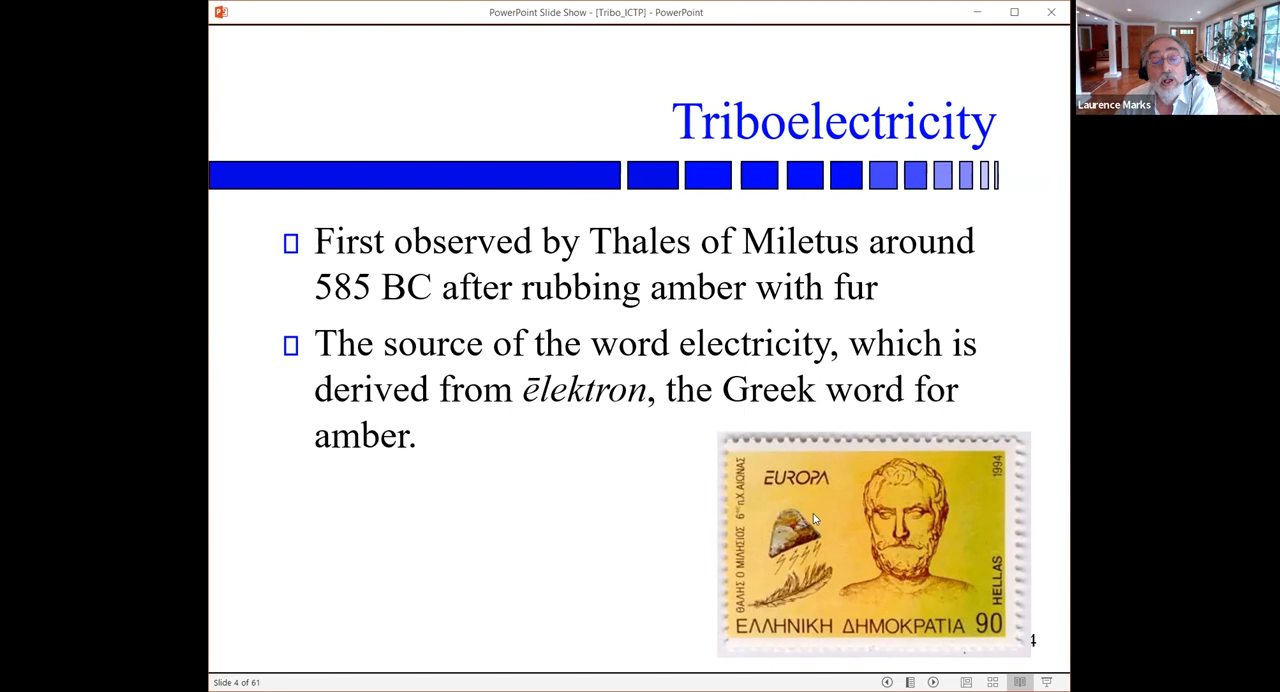 PowerPoint Slide Show - [Tribo_ICTP] - PowerPoint
Laurence Marks
Triboelectricity
First observed by Thales of Miletus around
585 BC after rubbing amber with fur
The source of the word electricity, which is
derived from ēlektron, the Greek word for
amber.
EUROPA
1994
ΘΑΛΗΣ Ο ΜΙΛΗΣΙΟΣ 6ος π.Χ ΑΙΩΝΑΣ
HELLAS
ΕΛΛΗΝΙΚΗ ΔΗΜΟΚΡΑΤΙΑ 90
4
Slide 4 of 61